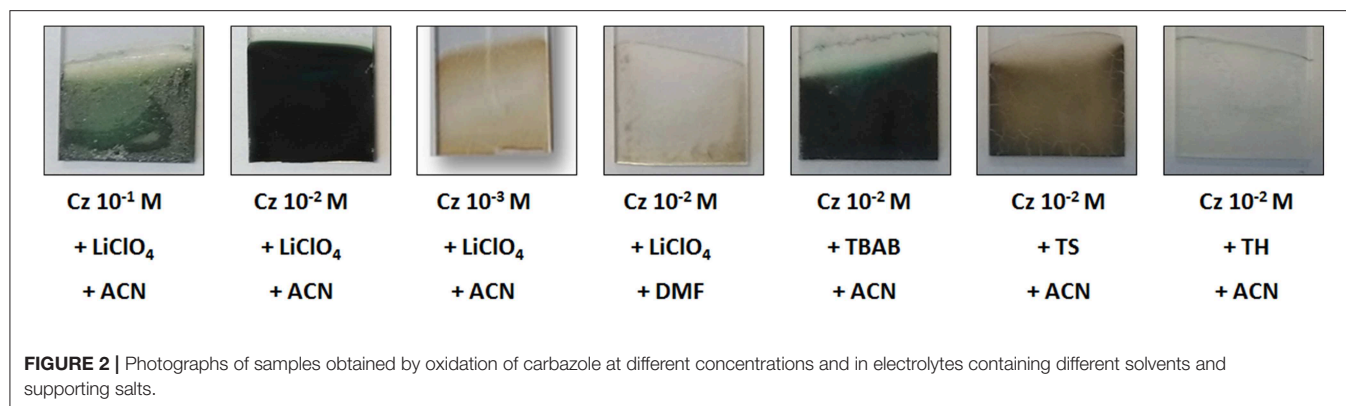 Cz 10⁻¹ M
+ LiClO₄
+ ACN
Cz 10⁻² M
+ LiClO₄
+ ACN
Cz 10⁻³ M
+ LiClO₄
+ ACN
Cz 10⁻² M
+ LiClO₄
+ DMF
Cz 10⁻² M
+ TBAB
+ ACN
Cz 10⁻² M
+ TS
+ ACN
Cz 10⁻² M
+ TH
+ ACN
FIGURE 2 | Photographs of samples obtained by oxidation of carbazole at different concentrations and in electrolytes containing different solvents and
supporting salts.